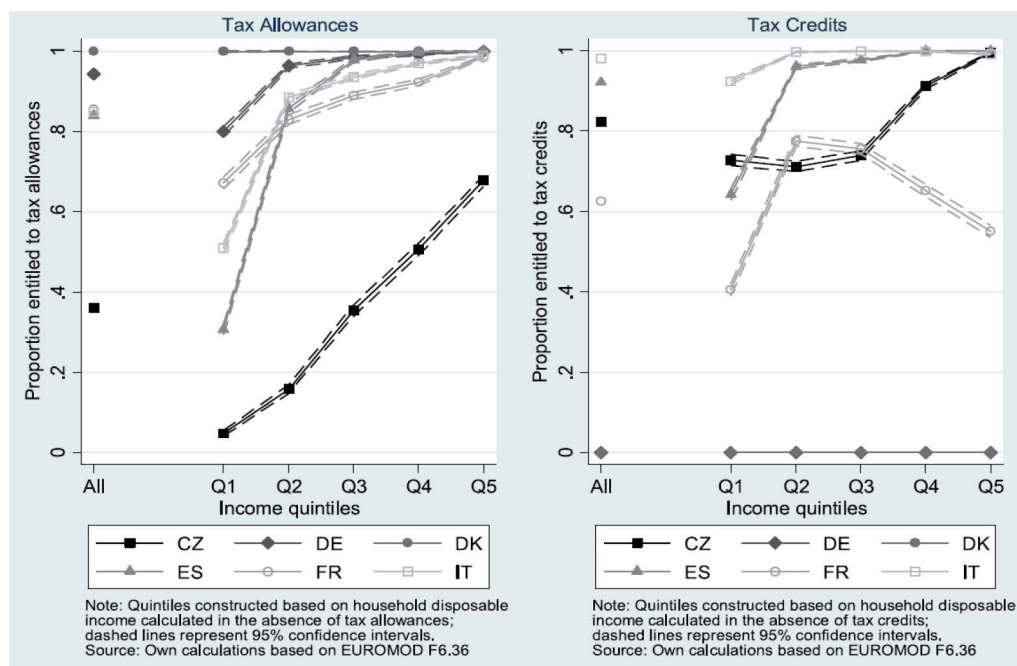 Tax Allowances
Proportion entitled to tax allowances
1
.8
.6
.4
.2
0
All Q1 Q2 Q3 Q4 Q5
Income quintiles
CZ DE DK
ES FR IT
Note: Quintiles constructed based on household disposable
income calculated in the absence of tax allowances;
dashed lines represent 95% confidence intervals.
Source: Own calculations based on EUROMOD F6.36
Tax Credits
Proportion entitled to tax credits
1
.8
.6
.4
.2
0
All Q1 Q2 Q3 Q4 Q5
Income quintiles
CZ DE DK
ES FR IT
Note: Quintiles constructed based on household disposable
income calculated in the absence of tax credits;
dashed lines represent 95% confidence intervals.
Source: Own calculations based on EUROMOD F6.36